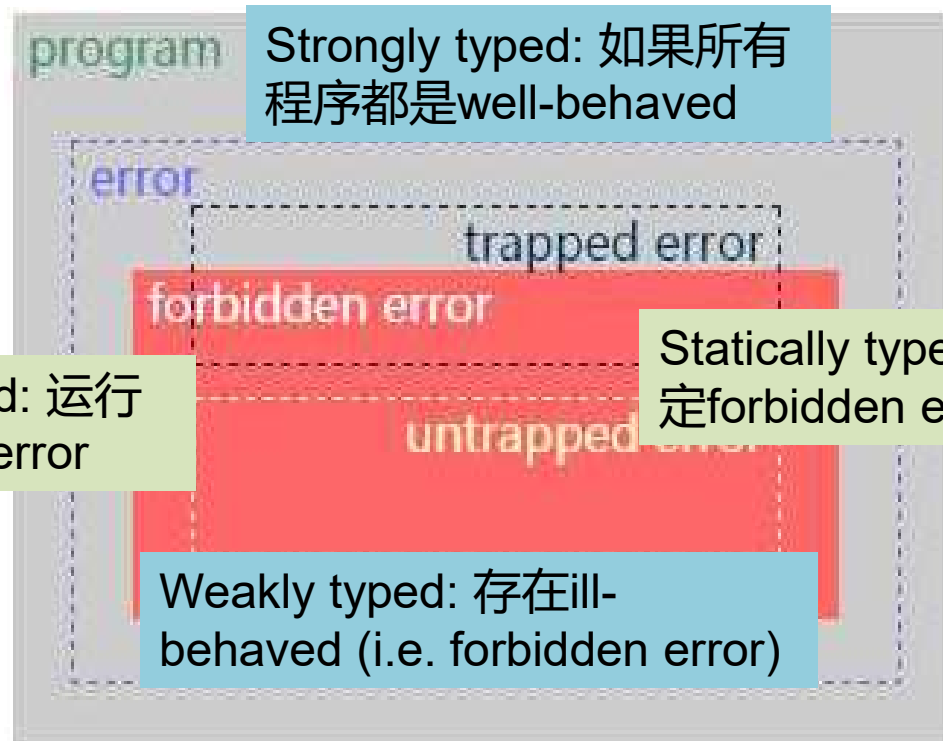 program
Strongly typed: 如果所有
程序都是well-behaved
error
trapped error
forbidden error
d: 运行
error
Statically type
定forbidden e
untrapped error
Weakly typed: 存在ill-
behaved (i.e. forbidden error)